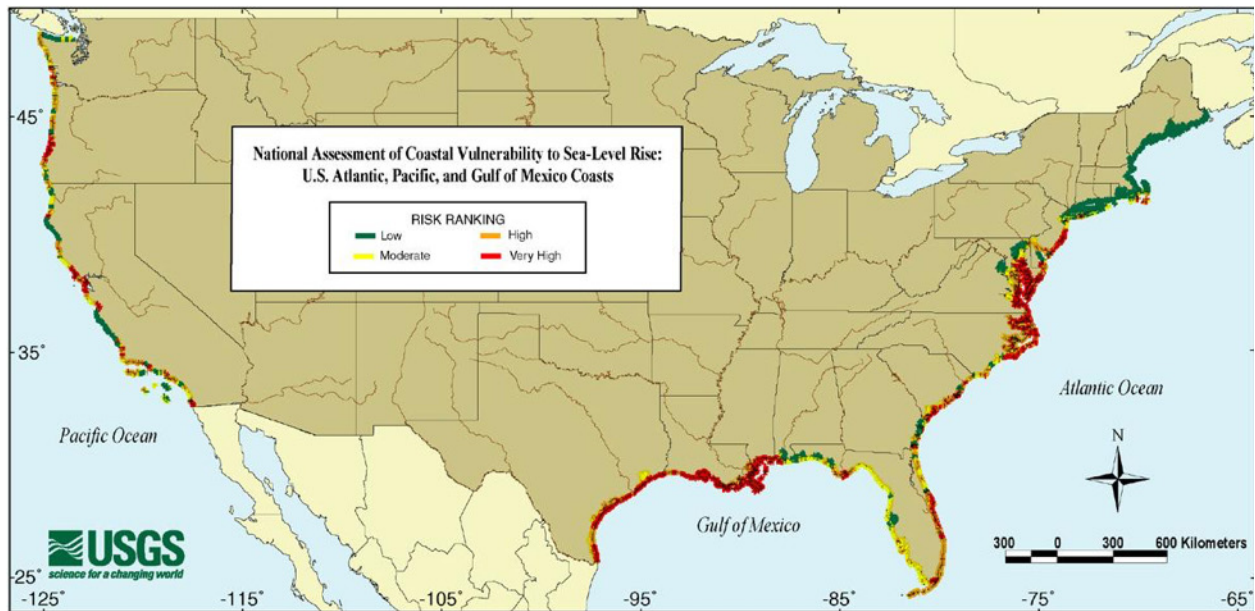 National Assessment of Coastal Vulnerability to Sea-Level Rise:
U.S. Atlantic, Pacific, and Gulf of Mexico Coasts
RISK RANKING
Low
High
Moderate
Very High
45°
35°
25°
Pacific Ocean
Gulf of Mexico
Atlantic Ocean
N
300 0 300 600 Kilometers
USGS
science for a changing world
-125 -115 -105 -95 -85 -75 -65